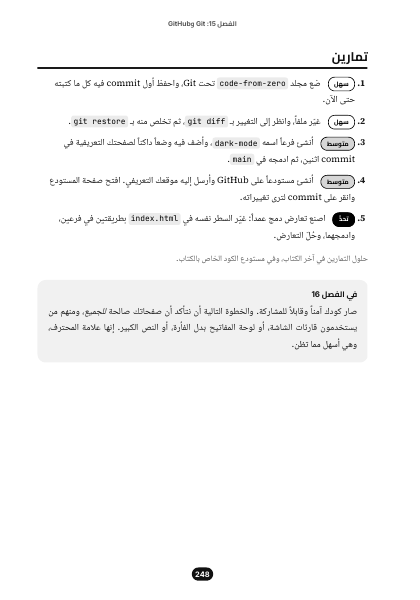 الفصل 15: Git وGitHub
تمارين
1. سهل ضع مجلد code-from-zero تحت Git، واحفظ أول commit فيه كل ما كتبته
حتى الآن.
2. سهل غيّر ملفاً، وانظر إلى التغيير بـ git diff، ثم تخلص منه بـ git restore.
3. متوسط أنشئ فرعاً اسمه dark-mode، وأضف فيه وضعاً داكناً لصفحتك التعريفية في
commit اثنين، ثم ادمجه في main.
4. متوسط أنشئ مستودعاً على GitHub وأرسل إليه موقعك التعريفي. افتح صفحة المستودع
وانقر على commit لترى تغييراته.
5. تحدٍّ اصنع تعارض دمج عمداً: غيّر السطر نفسه في index.html بطريقتين في فرعين،
وادمجهما، وحُلّ التعارض.
حلول التمارين في آخر الكتاب، وفي مستودع الكود الخاص بالكتاب.
في الفصل 16
صار كودك آمناً وقابلاً للمشاركة. والخطوة التالية أن نتأكد أن صفحاتك صالحة للجميع، ومنهم من
يستخدمون قارئات الشاشة، أو لوحة المفاتيح بدل الفأرة، أو النص الكبير. إنها علامة المحترف،
وهي أسهل مما تظن.
248